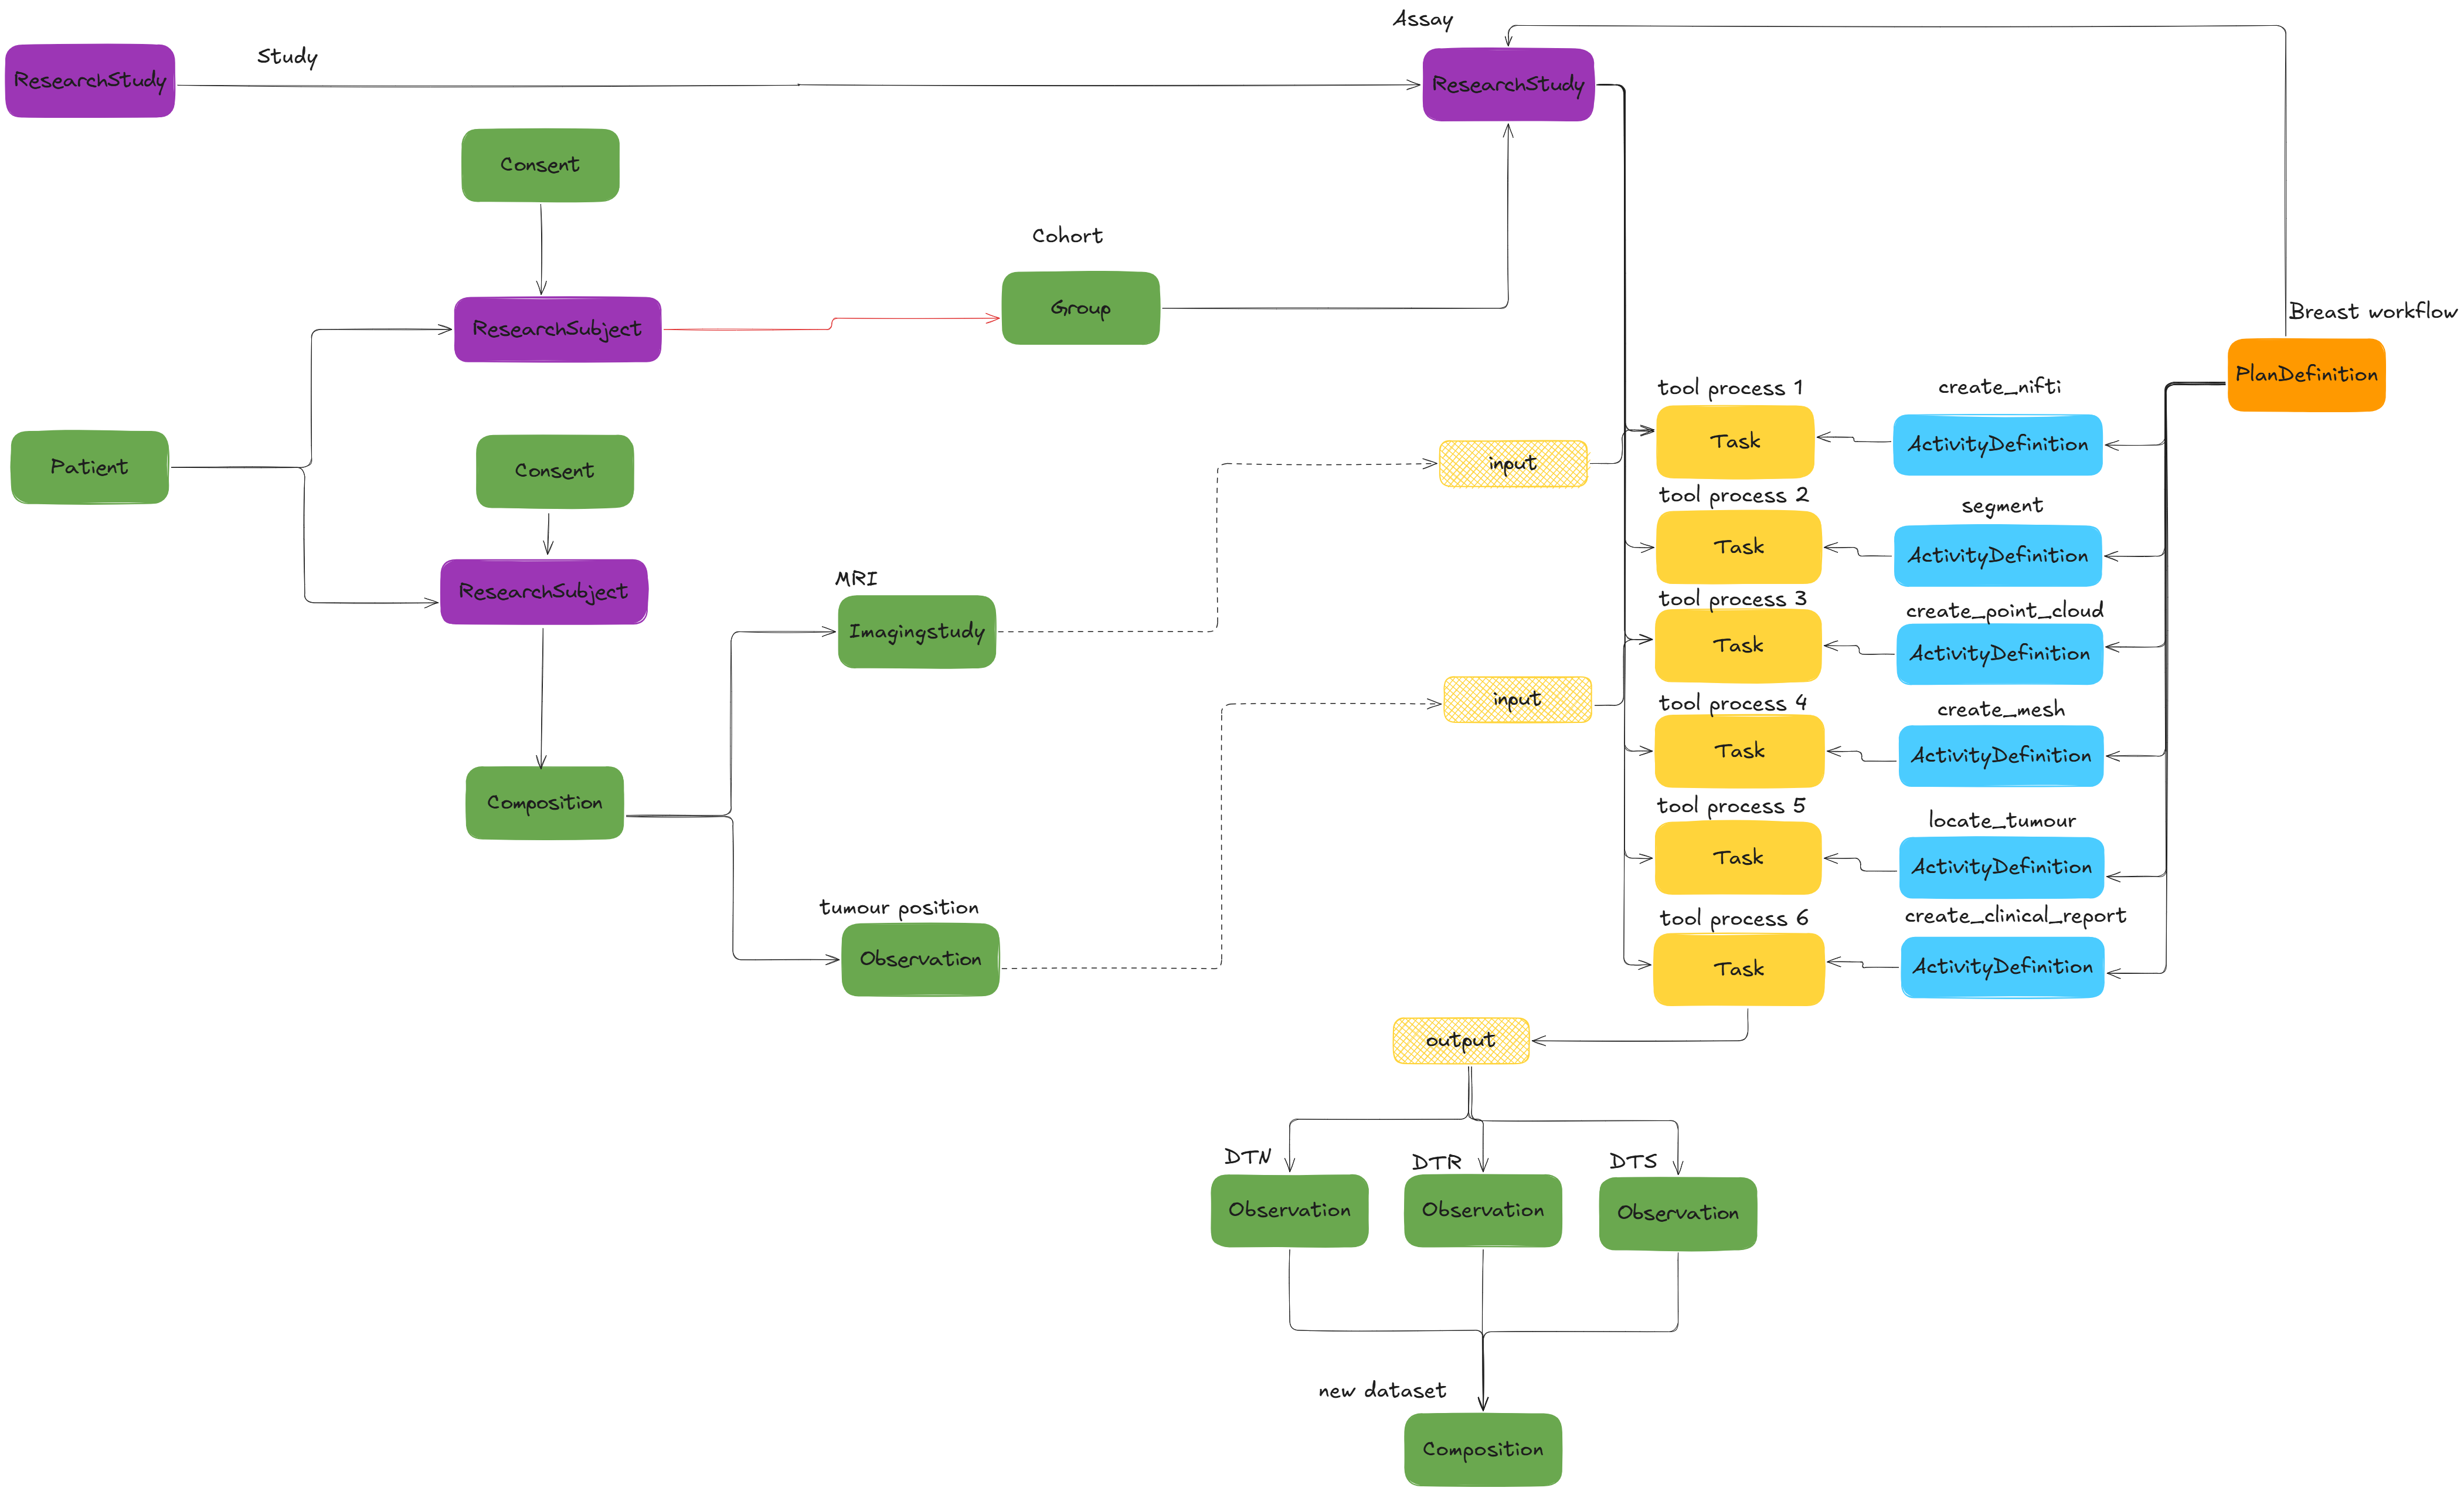 Assay
Study
ResearchStudy
ResearchStudy
Consent
Cohort
Group
ResearchSubject
Breast workflow
PlanDefinition
Patient
Consent
ResearchSubject
MRI
Imagingstudy
Composition
tumour position
Observation
input
input
tool process 1
Task
create_nifti
ActivityDefinition
tool process 2
Task
segment
ActivityDefinition
tool process 3
Task
create_point_cloud
ActivityDefinition
tool process 4
Task
create_mesh
ActivityDefinition
tool process 5
Task
locate_tumour
ActivityDefinition
tool process 6
Task
create_clinical_report
ActivityDefinition
output
DTN
DTR
DTS
Observation
Observation
Observation
new dataset
Composition